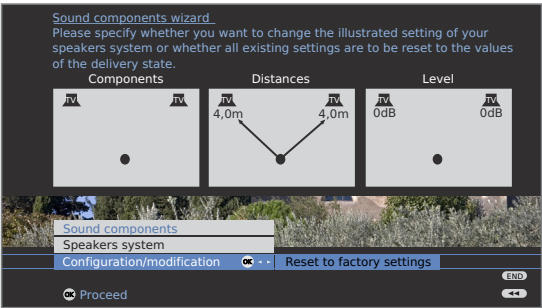 Sound components wizard
Please specify whether you want to change the illustrated setting of your
speakers system or whether all existing settings are to be reset to the values
of the delivery state.
Components Distances Level
TV TV TV TV TV TV
4,0m 4,0m 0dB 0dB
Sound components
Speakers system
Configuration/modification OK Reset to factory settings
END
OK Proceed